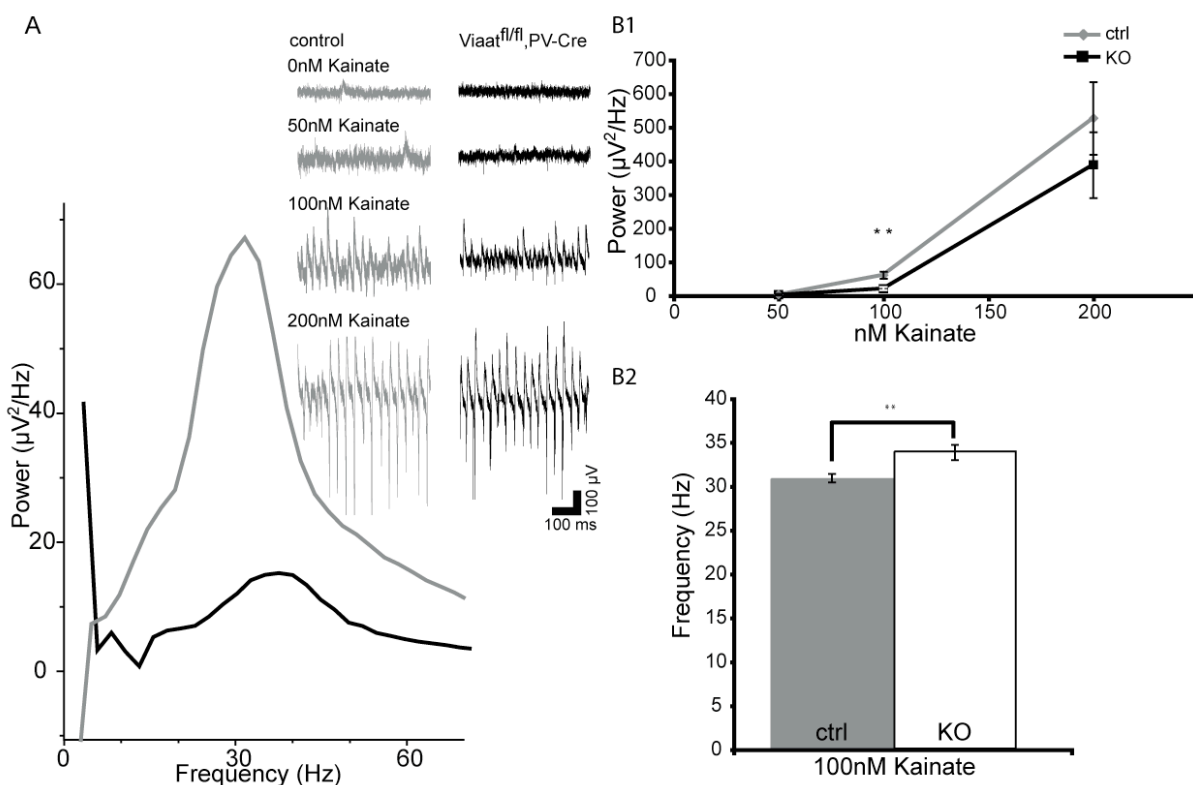 A
control
Viaat^fl/fl,PV-Cre
0nM Kainate
50nM Kainate
100nM Kainate
200nM Kainate
100 µV
100 ms
Power (µV²/Hz)
60
40
20
0
0 30 60
Frequency (Hz)
B1
ctrl
KO
Power (µV²/Hz)
700
600
500
400
300
200
100
0
**
0 50 100 150 200
nM Kainate
B2
Frequency (Hz)
40
35
30
25
20
15
10
5
0
**
ctrl KO
100nM Kainate